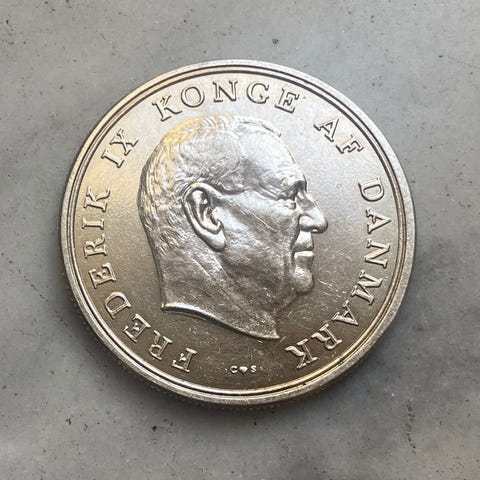 FREDERIK IX KONGE AF DANMARK
C♥S